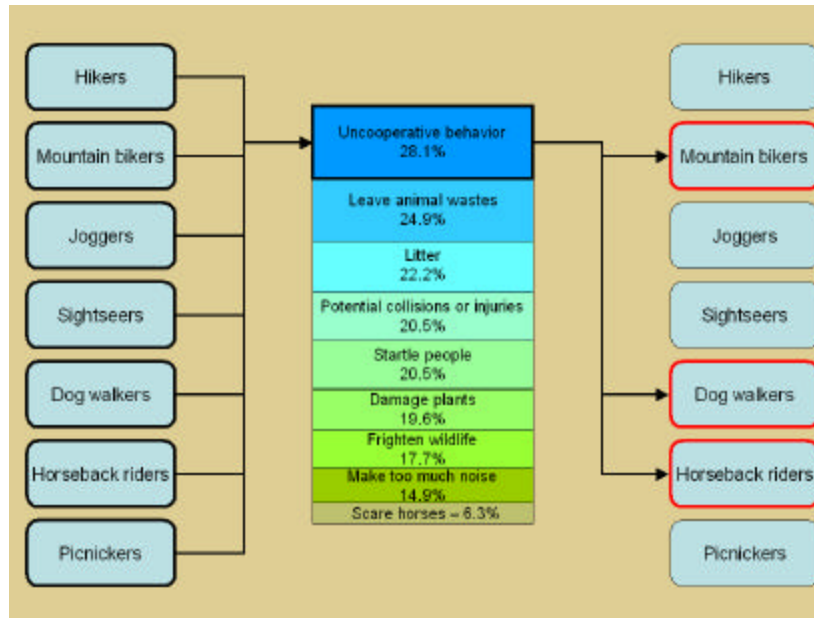 Hikers
Mountain bikers
Joggers
Sightseers
Dog walkers
Horseback riders
Picnickers
Uncooperative behavior
28.1%
Leave animal wastes
24.9%
Litter
22.2%
Potential collisions or injuries
20.5%
Startle people
20.5%
Damage plants
19.6%
Frighten wildlife
17.7%
Make too much noise
14.9%
Scare horses – 6.3%
Hikers
Mountain bikers
Joggers
Sightseers
Dog walkers
Horseback riders
Picnickers